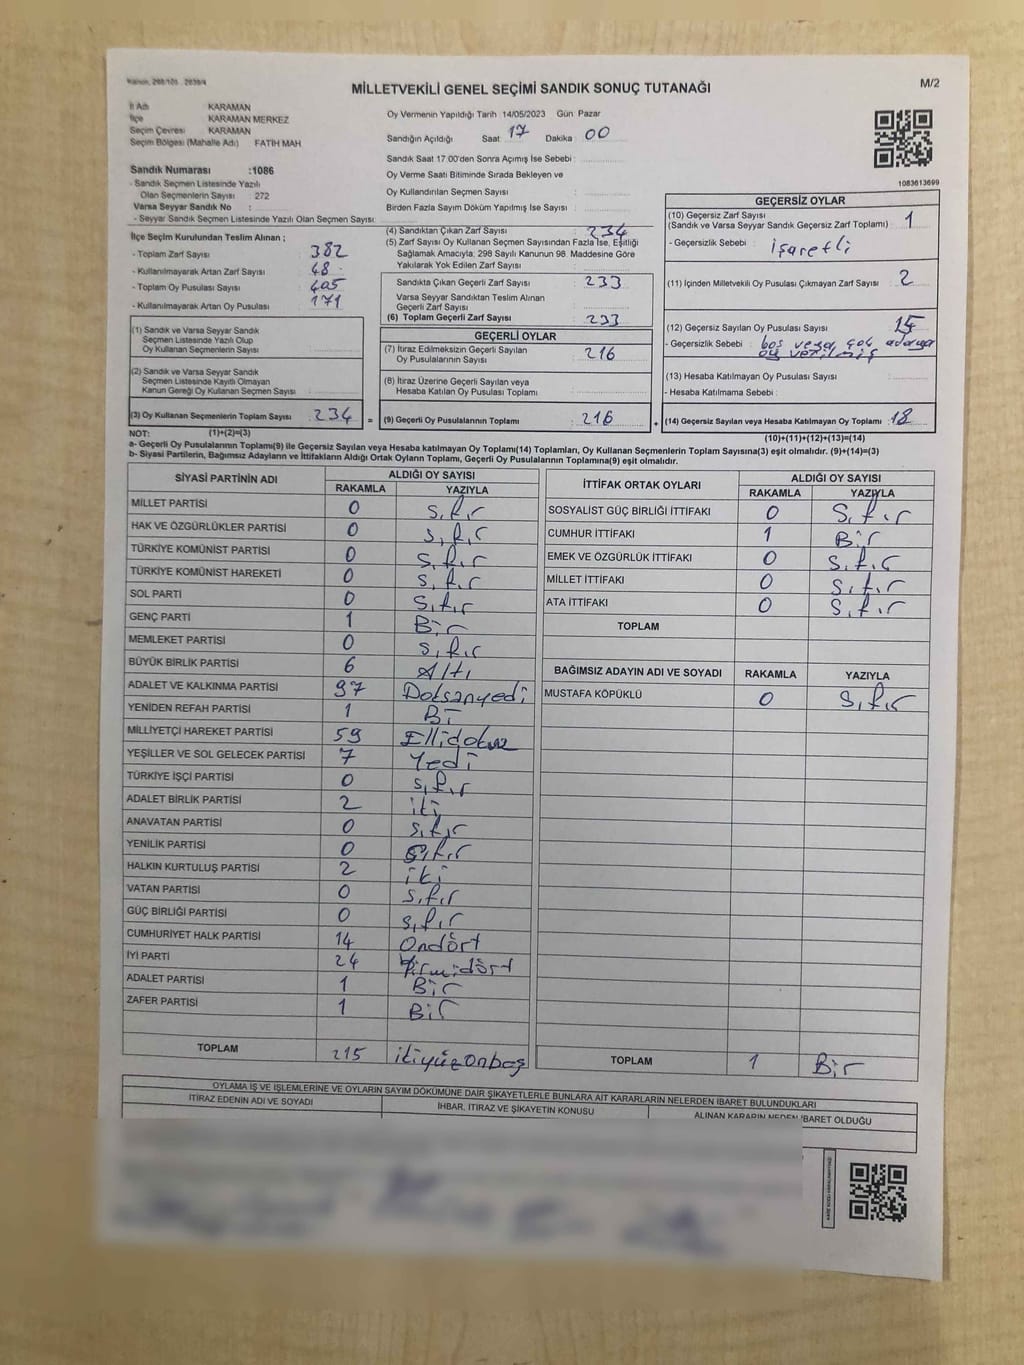 MİLLETVEKİLİ GENEL SEÇİMİ SANDIK SONUÇ TUTANAĞI
M/2
İl Adı KARAMAN
İlçe KARAMAN MERKEZ
Seçim Çevresi KARAMAN
Seçim Bölgesi (Mahalle Adı) FATİH MAH
Sandık Numarası :1086
- Sandık Seçmen Listesinde Yazılı
Olan Seçmenlerin Sayısı : 272
Varsa Seyyar Sandık No :
- Seyyar Sandık Seçmen Listesinde Yazılı Olan Seçmen Sayısı:
Oy Vermenin Yapıldığı Tarih 14/05/2023 Gün Pazar
Sandığın Açıldığı Saat 17 Dakika 00
Sandık Saat 17:00'den Sonra Açımış İse Sebebi :
Oy Verme Saati Bitiminde Sırada Bekleyen ve
Oy Kullandırılan Seçmen Sayısı :
Birden Fazla Sayım Döküm Yapılmış İse Sayısı :
1083613699
İlçe Seçim Kurulundan Teslim Alınan ;
- Toplam Zarf Sayısı : 382
- Kullanılmayarak Artan Zarf Sayısı : 48
- Toplam Oy Pusulası Sayısı : 405
- Kullanılmayarak Artan Oy Pusulası : 171
(1) Sandık ve Varsa Seyyar Sandık
Seçmen Listesinde Yazılı Olup
Oy Kullanan Seçmenlerin Sayısı :
(2) Sandık ve Varsa Seyyar Sandık
Seçmen Listesinde Kayıtlı Olmayan
Kanun Gereği Oy Kullanan Seçmen Sayısı :
(3) Oy Kullanan Seçmenlerin Toplam Sayısı : 234 =
(4) Sandıktan Çıkan Zarf Sayısı : 234
(5) Zarf Sayısı Oy Kullanan Seçmen Sayısından Fazla İse, Eşitliği
Sağlamak Amacıyla; 298 Sayılı Kanunun 98. Maddesine Göre
Yakılarak Yok Edilen Zarf Sayısı :
Sandıkta Çıkan Geçerli Zarf Sayısı : 233
Varsa Seyyar Sandıktan Teslim Alınan
Geçerli Zarf Sayısı :
(6) Toplam Geçerli Zarf Sayısı : 233
GEÇERLİ OYLAR
(7) İtiraz Edilmeksizin Geçerli Sayılan
Oy Pusulalarının Sayısı : 216
(8) İtiraz Üzerine Geçerli Sayılan veya
Hesaba Katılan Oy Pusulası Toplamı :
(9) Geçerli Oy Pusulalarının Toplamı : 216 +
GEÇERSİZ OYLAR
(10) Geçersiz Zarf Sayısı
(Sandık ve Varsa Seyyar Sandık Geçersiz Zarf Toplamı) : 1
- Geçersizlik Sebebi : işaretli
(11) İçinden Milletvekili Oy Pusulası Çıkmayan Zarf Sayısı : 2
(12) Geçersiz Sayılan Oy Pusulası Sayısı : 15
- Geçersizlik Sebebi : boş veya çok adaya
oy verilmiş
(13) Hesaba Katılmayan Oy Pusulası Sayısı :
- Hesaba Katılmama Sebebi :
(14) Geçersiz Sayılan veya Hesaba Katılmayan Oy Toplamı : 18
NOT: (1)+(2)=(3) (10)+(11)+(12)+(13)=(14)
a- Geçerli Oy Pusulalarının Toplamı(9) ile Geçersiz Sayılan veya Hesaba katılmayan Oy Toplamı(14) Toplamları, Oy Kullanan Seçmenlerin Toplam Sayısına(3) eşit olmalıdır. (9)+(14)=(3)
b- Siyasi Partilerin, Bağımsız Adayların ve İttifakların Aldığı Ortak Oyların Toplamı, Geçerli Oy Pusulalarının Toplamına(9) eşit olmalıdır.
SİYASİ PARTİNİN ADI ALDIĞI OY SAYISI
RAKAMLA YAZIYLA
MİLLET PARTİSİ 0 Sıfır
HAK VE ÖZGÜRLÜKLER PARTİSİ 0 Sıfır
TÜRKİYE KOMÜNİST PARTİSİ 0 Sıfır
TÜRKİYE KOMÜNİST HAREKETİ 0 Sıfır
SOL PARTİ 0 Sıfır
GENÇ PARTİ 1 Bir
MEMLEKET PARTİSİ 0 Sıfır
BÜYÜK BİRLİK PARTİSİ 6 Altı
ADALET VE KALKINMA PARTİSİ 97 Doksanyedi
YENİDEN REFAH PARTİSİ 1 Bi
MİLLİYETÇİ HAREKET PARTİSİ 59 Ellidokuz
YEŞİLLER VE SOL GELECEK PARTİSİ 7 Yedi
TÜRKİYE İŞÇİ PARTİSİ 0 Sıfır
ADALET BİRLİK PARTİSİ 2 iki
ANAVATAN PARTİSİ 0 Sıfır
YENİLİK PARTİSİ 0 Sıfır
HALKIN KURTULUŞ PARTİSİ 2 iki
VATAN PARTİSİ 0 Sıfır
GÜÇ BİRLİĞİ PARTİSİ 0 Sıfır
CUMHURİYET HALK PARTİSİ 14 Ondört
İYİ PARTİ 24 Yirmidört
ADALET PARTİSİ 1 Bir
ZAFER PARTİSİ 1 Bir
TOPLAM 215 ikiyüzonbeş
İTTİFAK ORTAK OYLARI ALDIĞI OY SAYISI
RAKAMLA YAZIYLA
SOSYALİST GÜÇ BİRLİĞİ İTTİFAKI 0 Sıfır
CUMHUR İTTİFAKI 1 Bir
EMEK VE ÖZGÜRLÜK İTTİFAKI 0 Sıfır
MİLLET İTTİFAKI 0 Sıfır
ATA İTTİFAKI 0 Sıfır
TOPLAM
BAĞIMSIZ ADAYIN ADI VE SOYADI RAKAMLA YAZIYLA
MUSTAFA KÖPÜKLÜ 0 Sıfır
TOPLAM 1 Bir
OYLAMA İŞ VE İŞLEMLERİNE VE OYLARIN SAYIM DÖKÜMÜNE DAİR ŞİKAYETLERLE BUNLARA AİT KARARLARIN NELERDEN İBARET BULUNDUKLARI
İTİRAZ EDENİN ADI VE SOYADI İHBAR, İTİRAZ VE ŞİKAYETİN KONUSU ALINAN KARARIN NEDEN İBARET OLDUĞU